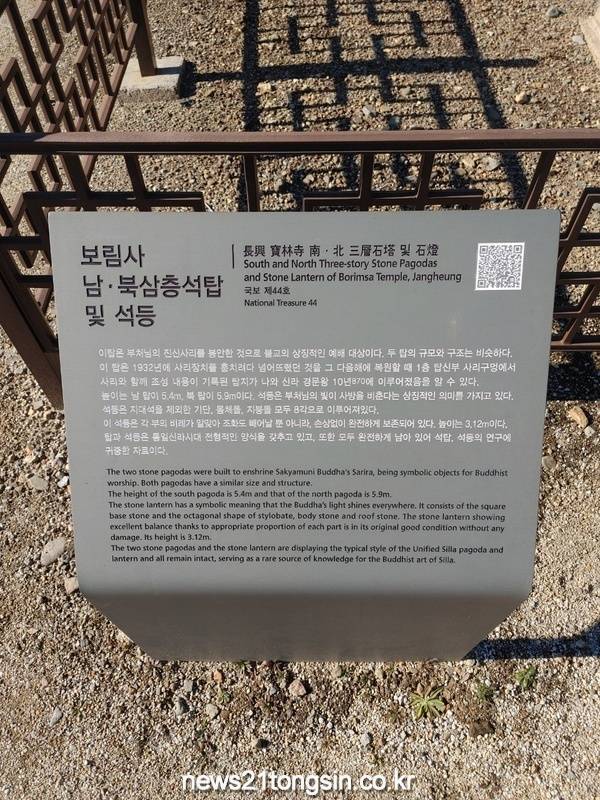 보림사
남·북삼층석탑
및 석등
長興 寶林寺 南·北 三層石塔 및 石燈
South and North Three-story Stone Pagodas
and Stone Lantern of Borimsa Temple, Jangheung
국보 제44호
National Treasure 44
이탑은 부처님의 진신사리를 봉안한 것으로 불교의 상징적인 예배 대상이다. 두 탑의 규모와 구조는 비슷하다.
이 탑은 1932년에 사리장치를 훔치려다 넘어뜨렸던 것을 그 다음해에 복원할 때 1층 탑신부 사리구멍에서
사리와 함께 조성 내용이 기록된 탑지가 나와 신라 경문왕 10년870에 이루어졌음을 알 수 있다.
높이는 남 탑이 5.4m, 북 탑이 5.9m이다. 석등은 부처님의 빛이 사방을 비춘다는 상징적인 의미를 가지고 있다.
석등은 지대석을 제외한 기단, 몸체돌, 지붕돌 모두 8각으로 이루어져있다.
이 석등은 각 부의 비례가 알맞아 조화도 빼어날 뿐 아니라, 손상없이 완전하게 보존되어 있다. 높이는 3.12m이다.
탑과 석등은 통일신라시대 전형적인 양식을 갖추고 있고, 또한 모두 완전하게 남아 있어 석탑, 석등의 연구에
귀중한 자료이다.
The two stone pagodas were built to enshrine Sakyamuni Buddha's Sarira, being symbolic objects for Buddhist
worship. Both pagodas have a similar size and structure.
The height of the south pagoda is 5.4m and that of the north pagoda is 5.9m.
The stone lantern has a symbolic meaning that the Buddha's light shines everywhere. It consists of the square
base stone and the octagonal shape of stylobate, body stone and roof stone. The stone lantern showing
excellent balance thanks to appropriate proportion of each part is in its original good condition without any
damage. Its height is 3.12m.
The two stone pagodas and the stone lantern are displaying the typical style of the Unified Silla pagoda and
lantern and all remain intact, serving as a rare source of knowledge for the Buddhist art of Silla.
news21tongsin.co.kr